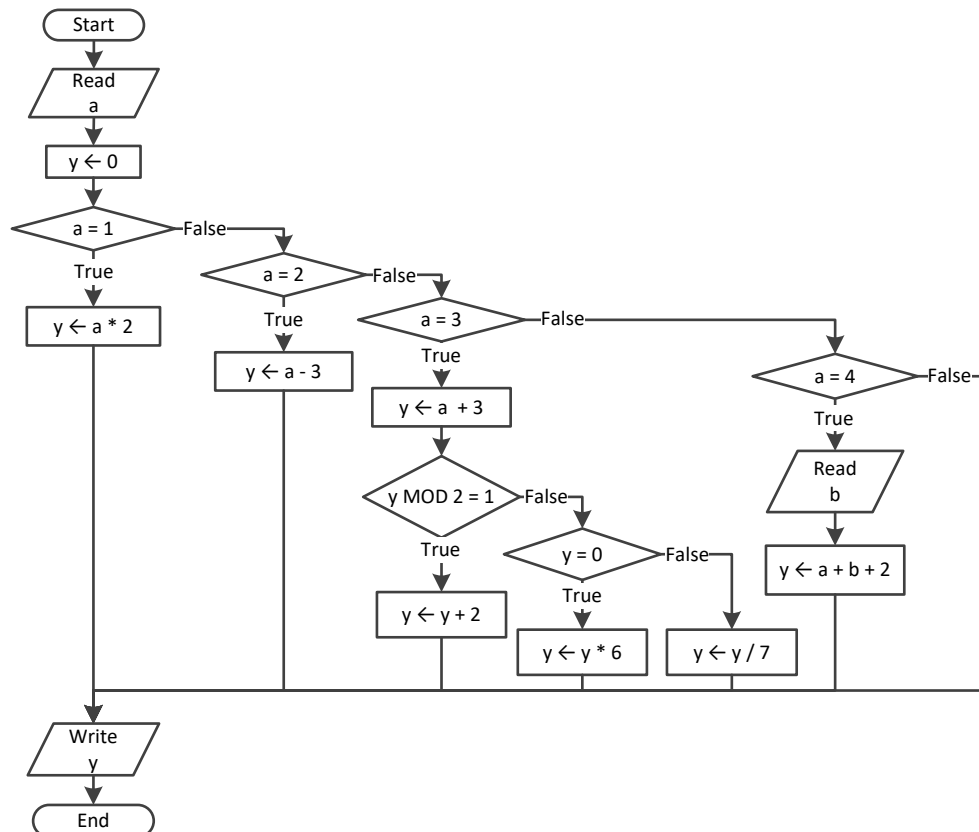 Start
Read
a
y ← 0
a = 1
False
True
y ← a * 2
a = 2
False
True
y ← a - 3
a = 3
False
True
y ← a + 3
y MOD 2 = 1
False
True
y ← y + 2
y = 0
False
True
y ← y * 6
y ← y / 7
a = 4
False
True
Read
b
y ← a + b + 2
Write
y
End